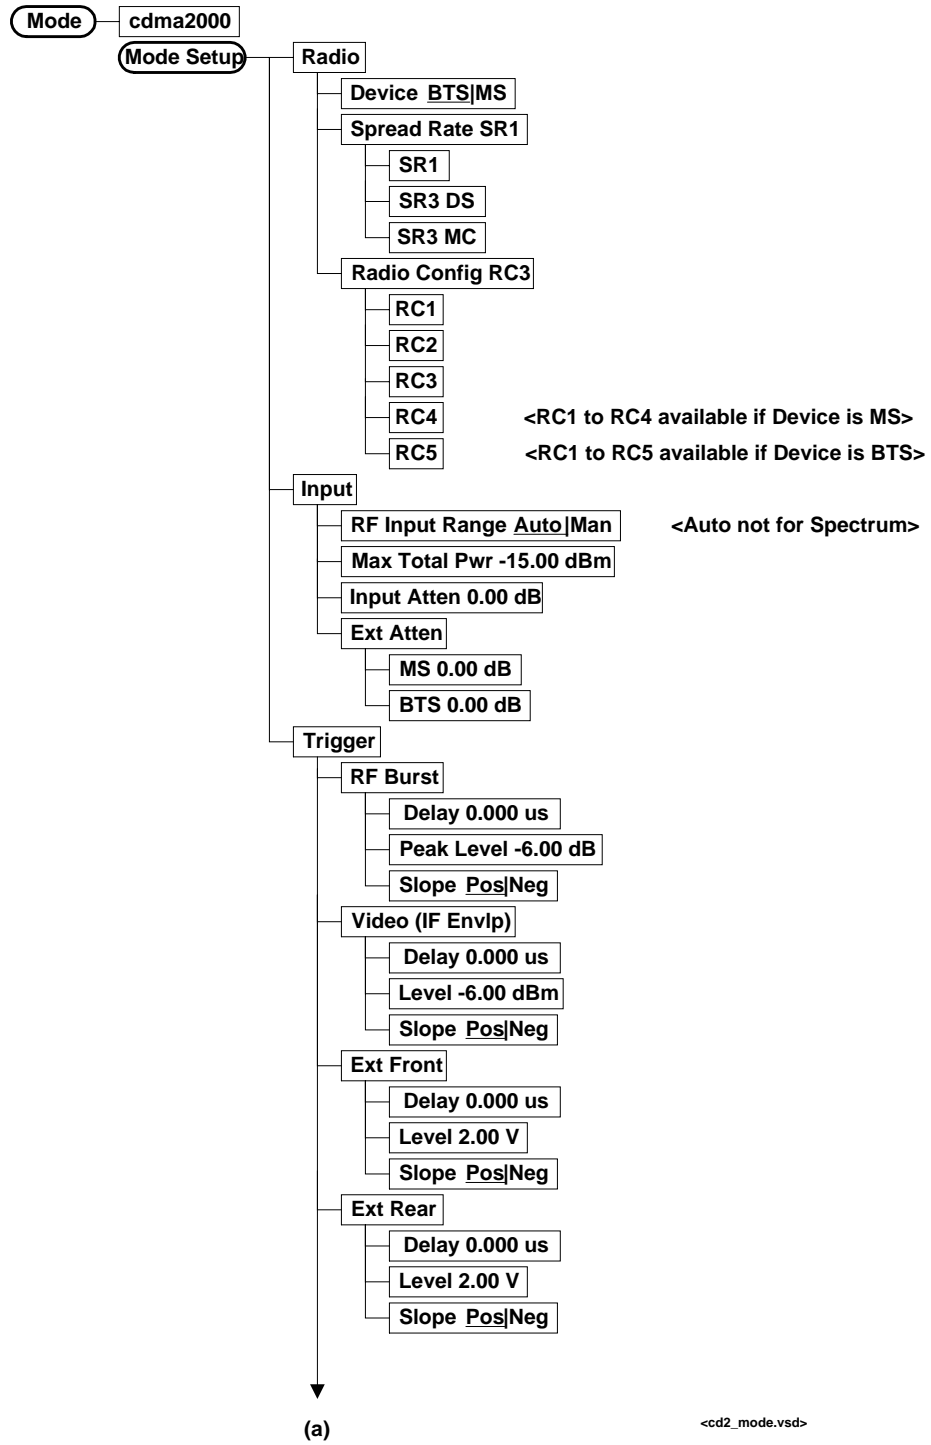 Mode cdma2000
Mode Setup Radio
Device BTS|MS
Spread Rate SR1
SR1
SR3 DS
SR3 MC
Radio Config RC3
RC1
RC2
RC3
RC4 <RC1 to RC4 available if Device is MS>
RC5 <RC1 to RC5 available if Device is BTS>
Input
RF Input Range Auto|Man <Auto not for Spectrum>
Max Total Pwr -15.00 dBm
Input Atten 0.00 dB
Ext Atten
MS 0.00 dB
BTS 0.00 dB
Trigger
RF Burst
Delay 0.000 us
Peak Level -6.00 dB
Slope Pos|Neg
Video (IF Envlp)
Delay 0.000 us
Level -6.00 dBm
Slope Pos|Neg
Ext Front
Delay 0.000 us
Level 2.00 V
Slope Pos|Neg
Ext Rear
Delay 0.000 us
Level 2.00 V
Slope Pos|Neg
(a) <cd2_mode.vsd>